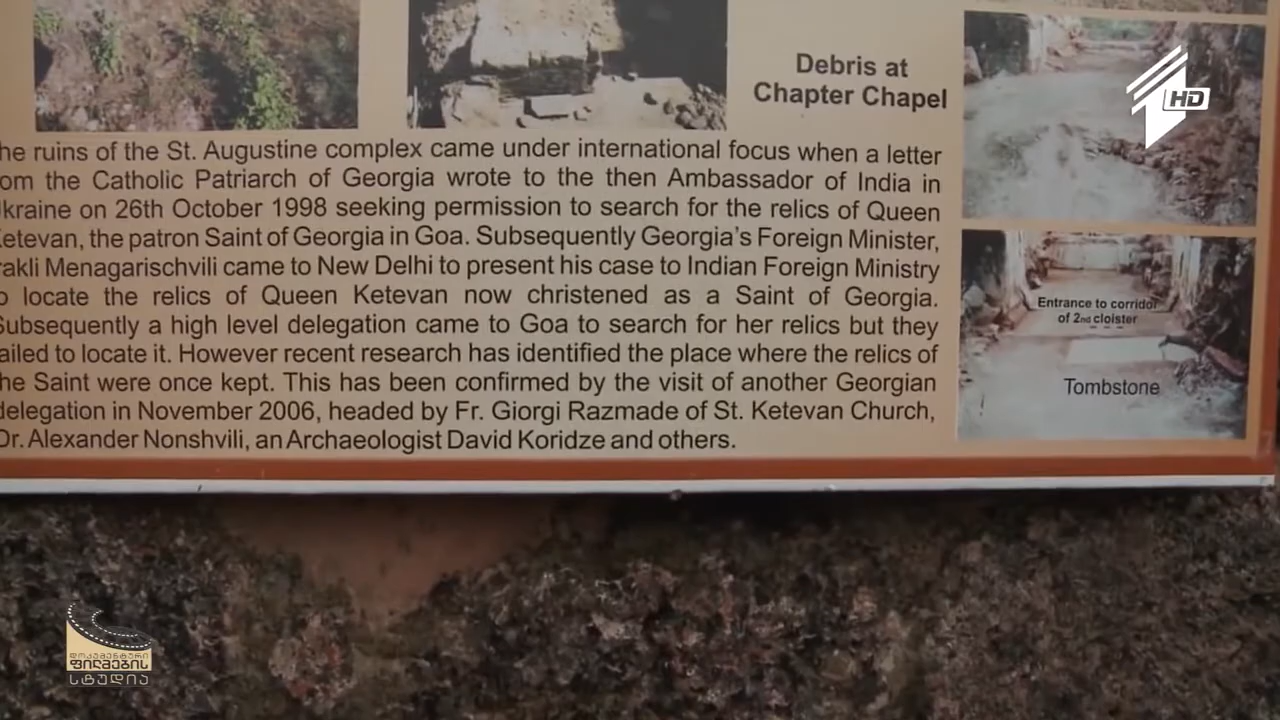 Debris at
Chapter Chapel
HD
he ruins of the St. Augustine complex came under international focus when a letter
om the Catholic Patriarch of Georgia wrote to the then Ambassador of India in
kraine on 26th October 1998 seeking permission to search for the relics of Queen
etevan, the patron Saint of Georgia in Goa. Subsequently Georgia's Foreign Minister,
rakli Menagarischvili came to New Delhi to present his case to Indian Foreign Ministry
o locate the relics of Queen Ketevan now christened as a Saint of Georgia.
Subsequently a high level delegation came to Goa to search for her relics but they
ailed to locate it. However recent research has identified the place where the relics of
he Saint were once kept. This has been confirmed by the visit of another Georgian
delegation in November 2006, headed by Fr. Giorgi Razmade of St. Ketevan Church,
Dr. Alexander Nonshvili, an Archaeologist David Koridze and others.
Entrance to corridor
of 2nd cloister
Tombstone
დოკუმენტური
ფილმების
სტუდია